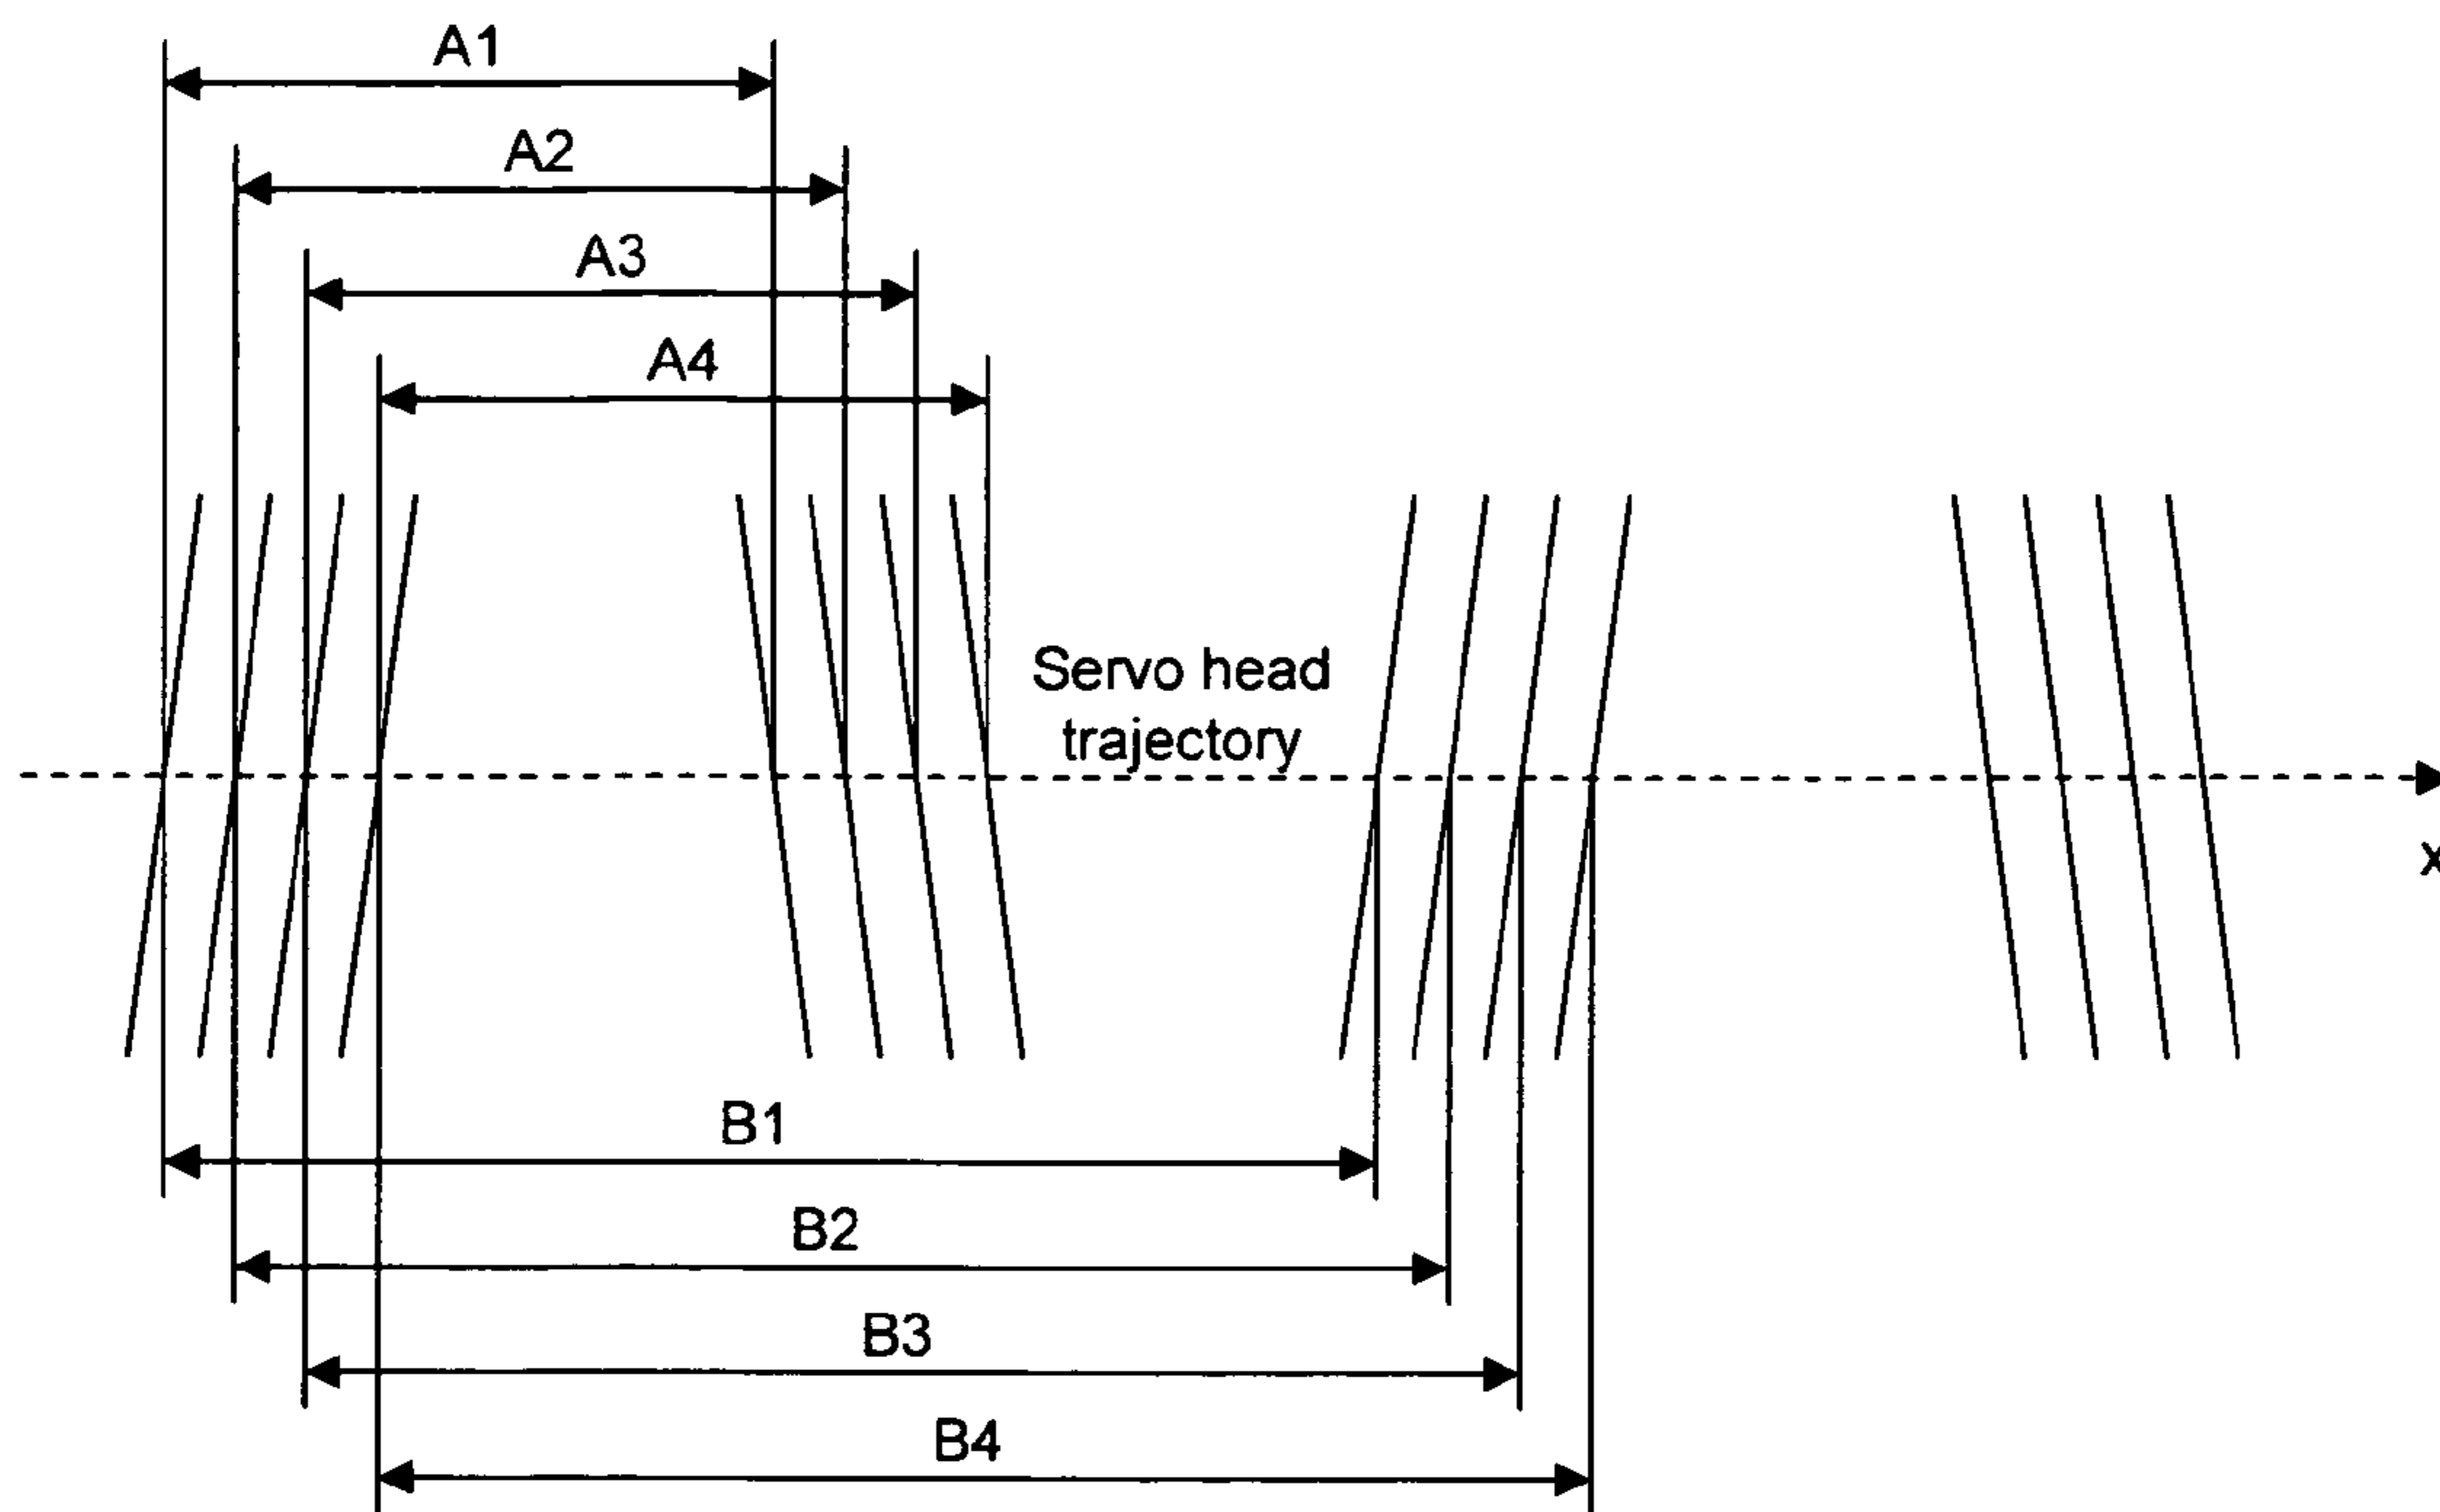 A1
A2
A3
A4
Servo head
trajectory
x
B1
B2
B3
B4